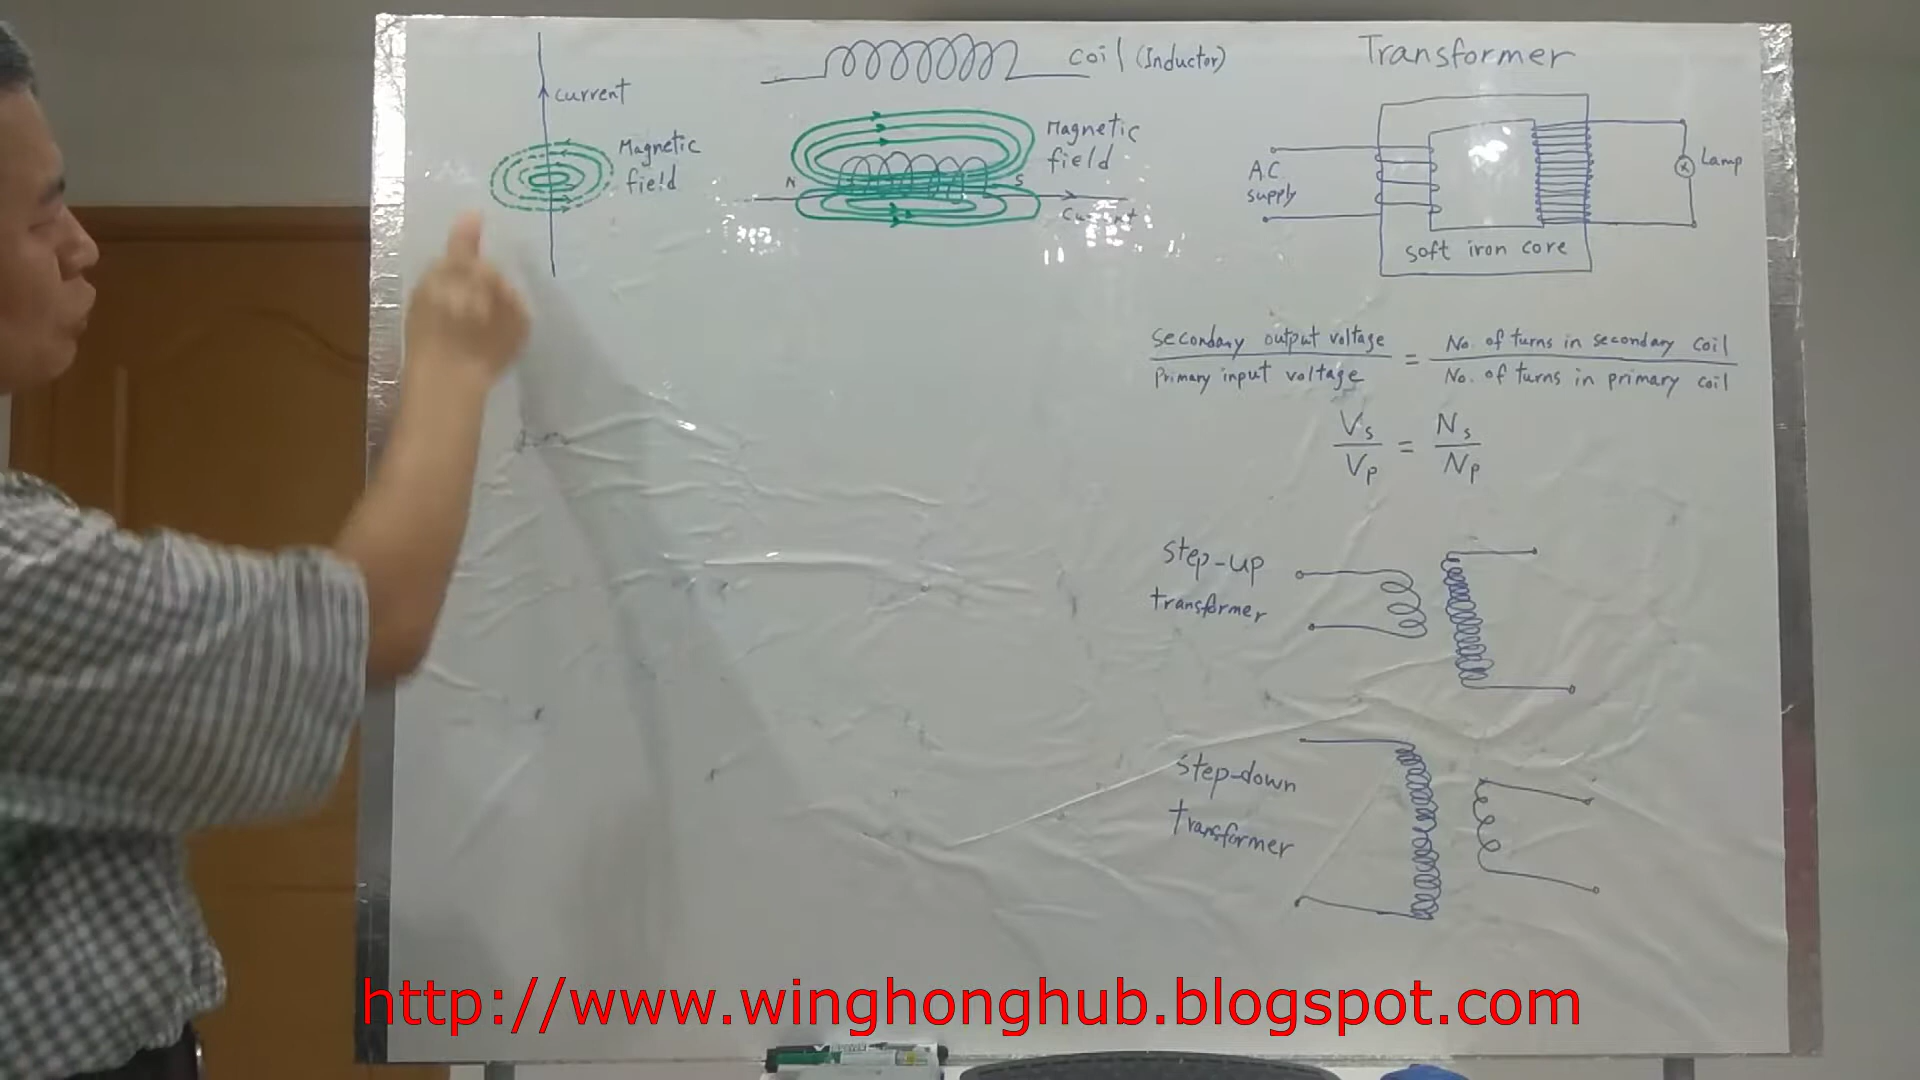 current
Magnetic
field
coil (Inductor)
Magnetic
field
N
S
Current
Transformer
A.C.
supply
Lamp
soft iron core
Secondary output voltage
Primary input voltage
=
No. of turns in secondary coil
No. of turns in primary coil
Vs
Vp
=
Ns
Np
Step-up
transformer
Step-down
Transformer
http://www.winghonghub.blogspot.com